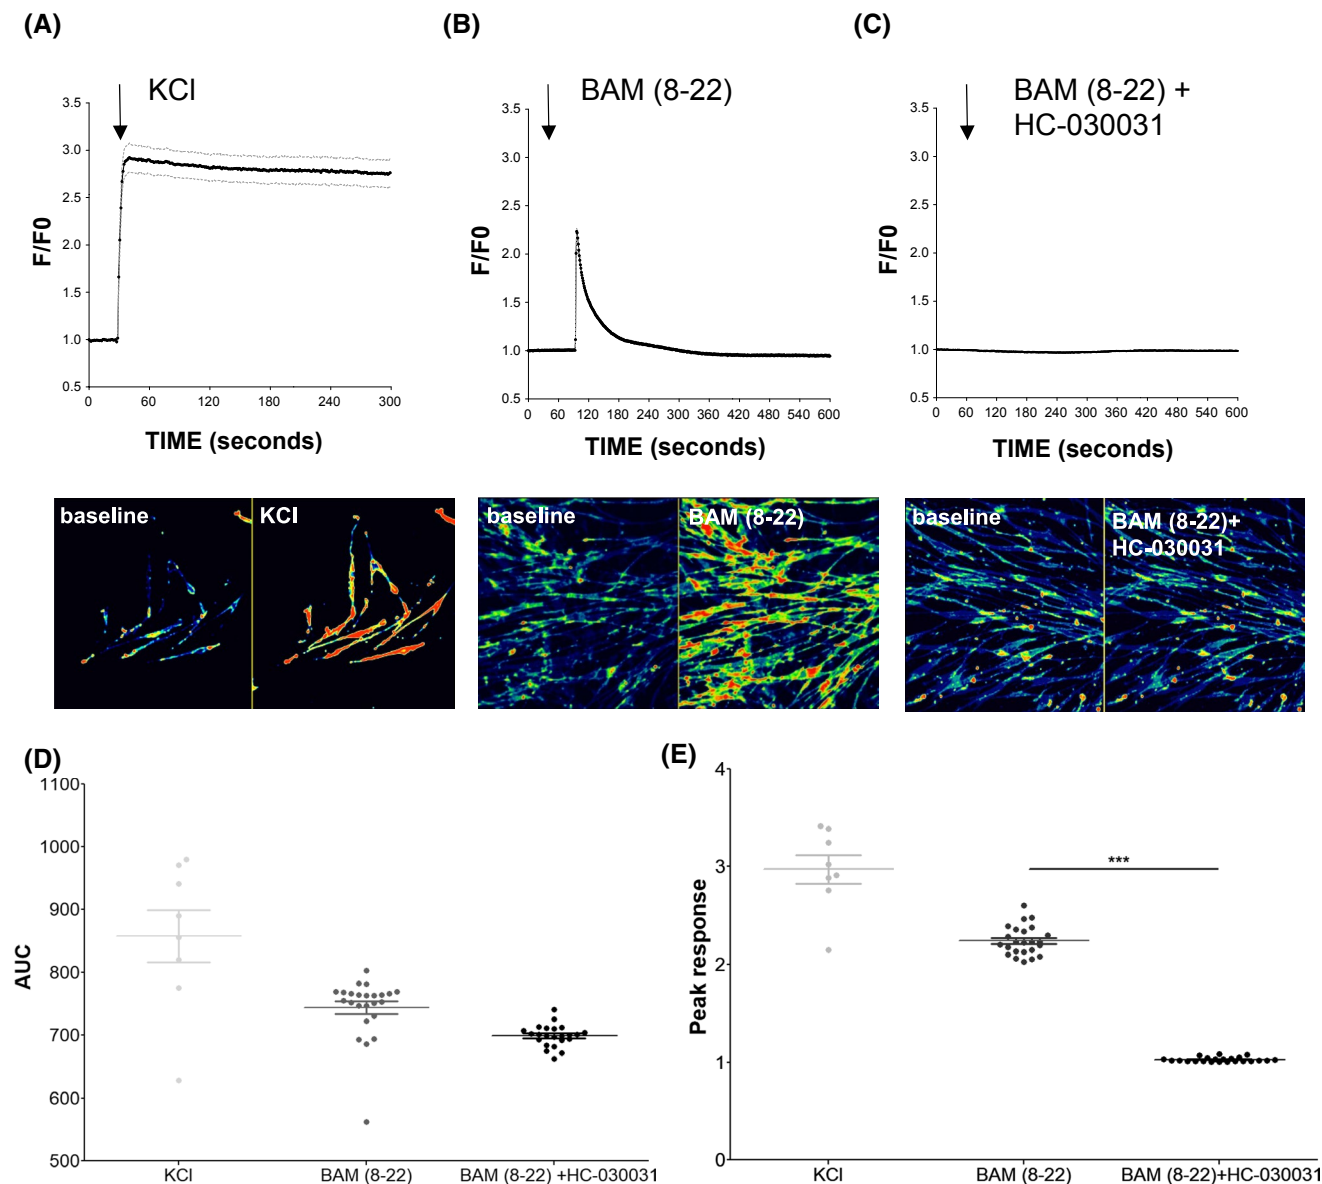 (A)
(B)
(C)
KCl
BAM (8-22)
BAM (8-22) +
HC-030031
3.5
3.0
2.5
2.0
1.5
1.0
0.5
F/F0
0
60
120
180
240
300
TIME (seconds)
3.5
3.0
2.5
2.0
1.5
1.0
0.5
F/F0
0
60
120
180
240
300
360
420
480
540
600
TIME (seconds)
3.5
3.0
2.5
2.0
1.5
1.0
0.5
F/F0
0
60
120
180
240
300
360
420
480
540
600
TIME (seconds)
baseline
KCl
baseline
BAM (8-22)
baseline
BAM (8-22)+
HC-030031
(D)
1100
1000
900
800
700
600
500
AUC
KCl
BAM (8-22)
BAM (8-22) +HC-030031
(E)
4
3
2
1
0
Peak response
***
KCl
BAM (8-22)
BAM (8-22)+HC-030031